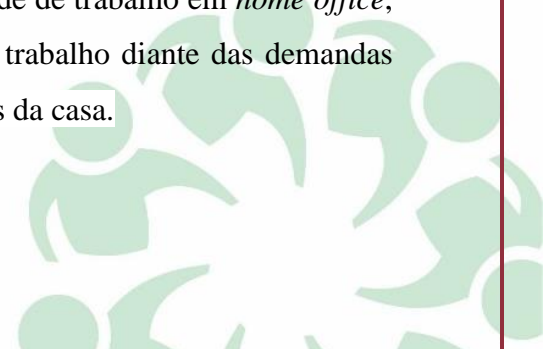 de de trabalho em home office,
trabalho diante das demandas
s da casa.